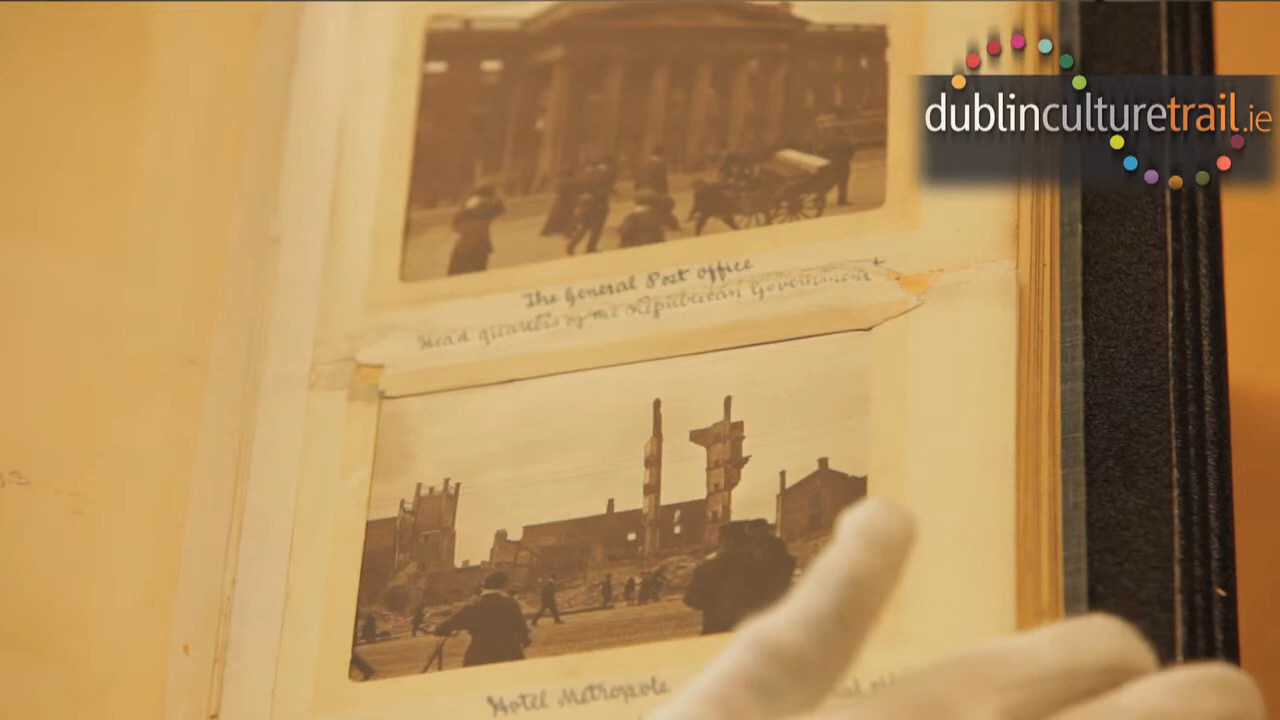 dublinculturetrail.ie
The General Post office
Head quarters of the Republican Government
Hotel Metropole